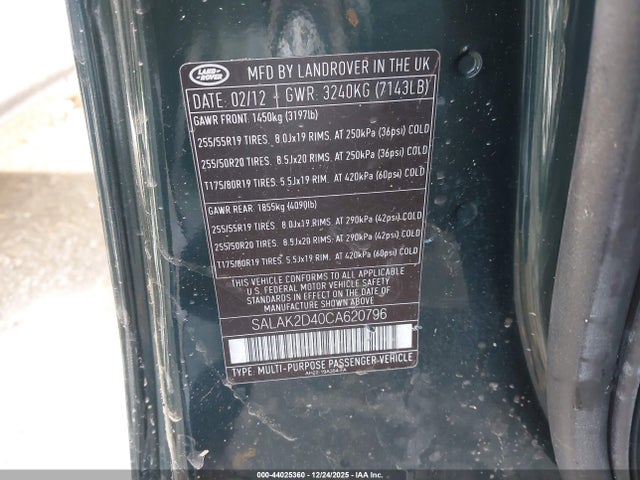 LAND ROVER
MFD BY LANDROVER IN THE UK
DATE: 02/12 GWR: 3240KG (7143LB)
GAWR FRONT: 1450kg (3197lb)
255/55R19 TIRES. 8.0Jx19 RIMS. AT 250kPa (36psi) COLD
255/50R20 TIRES. 8.5Jx20 RIMS. AT 250kPa (36psi) COLD
T175/80R19 TIRES. 5.5Jx19 RIM. AT 420kPa (60psi) COLD
GAWR REAR: 1855kg (4090lb)
255/55R19 TIRES. 8.0Jx19 RIMS. AT 290kPa (42psi) COLD
255/50R20 TIRES. 8.5Jx20 RIMS. AT 290kPa (42psi) COLD
T175/80R19 TIRES. 5.5Jx19 RIM. AT 420kPa (60psi) COLD
THIS VEHICLE CONFORMS TO ALL APPLICABLE
U.S. FEDERAL MOTOR VEHICLE SAFETY
STANDARDS IN EFFECT ON THE DATE OF
MANUFACTURE SHOWN ABOVE
SALAK2D40CA620796
TYPE: MULTI-PURPOSE PASSENGER VEHICLE
000-44025360 - 12/24/2025 - IAA Inc.